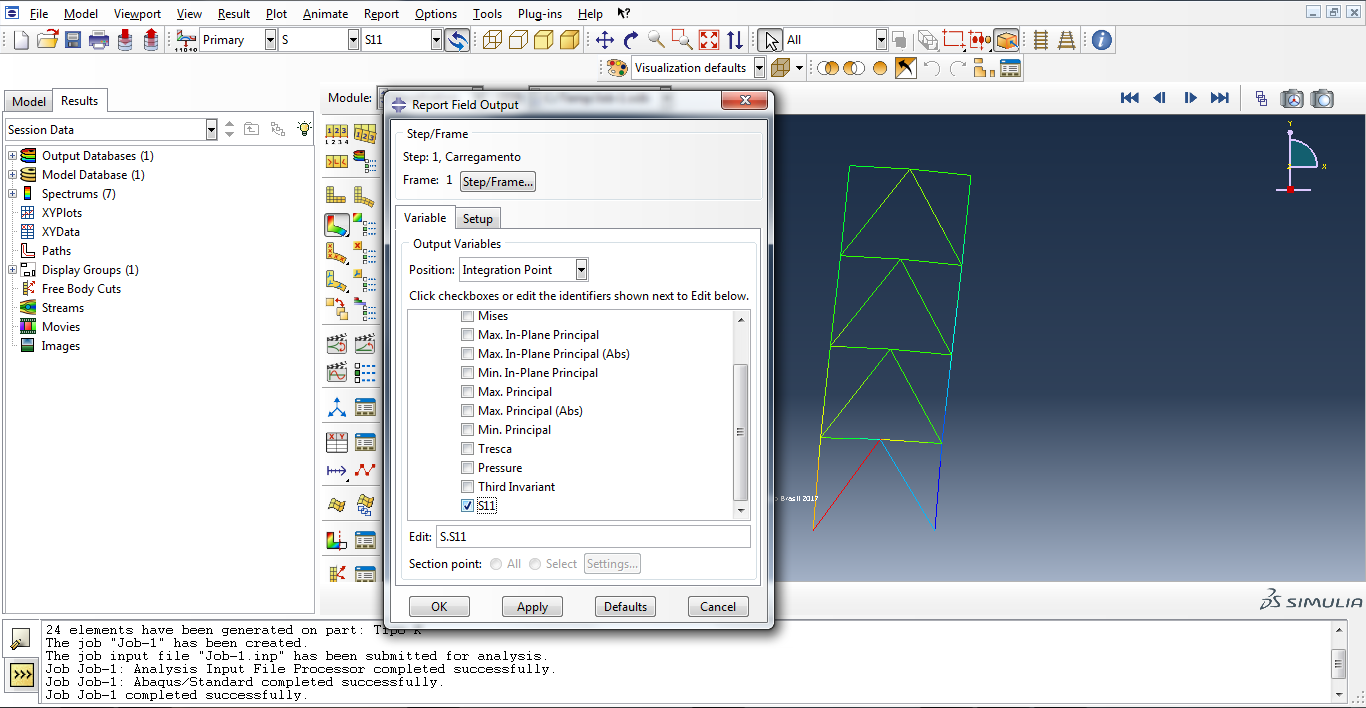 File Model Viewport View Result Plot Animate Report Options Tools Plug-ins Help
Primary S S11 All
Visualization defaults
Model Results Module:
Session Data
Output Databases (1)
Model Database (1)
Spectrums (7)
XYPlots
XYData
Paths
Display Groups (1)
Free Body Cuts
Streams
Movies
Images
Report Field Output
Step/Frame
Step: 1, Carregamento
Frame: 1 Step/Frame...
Variable Setup
Output Variables
Position: Integration Point
Click checkboxes or edit the identifiers shown next to Edit below.
Mises
Max. In-Plane Principal
Max. In-Plane Principal (Abs)
Min. In-Plane Principal
Max. Principal
Max. Principal (Abs)
Min. Principal
Tresca
Pressure
Third Invariant
S11
Edit: S.S11
Section point: All Select Settings...
OK Apply Defaults Cancel
Y
X
Z
Brasil 2017
SIMULIA
24 elements have been generated on part: Tipo K
The job "Job-1" has been created.
The job input file "Job-1.inp" has been submitted for analysis.
Job Job-1: Analysis Input File Processor completed successfully.
Job Job-1: Abaqus/Standard completed successfully.
Job Job-1 completed successfully.